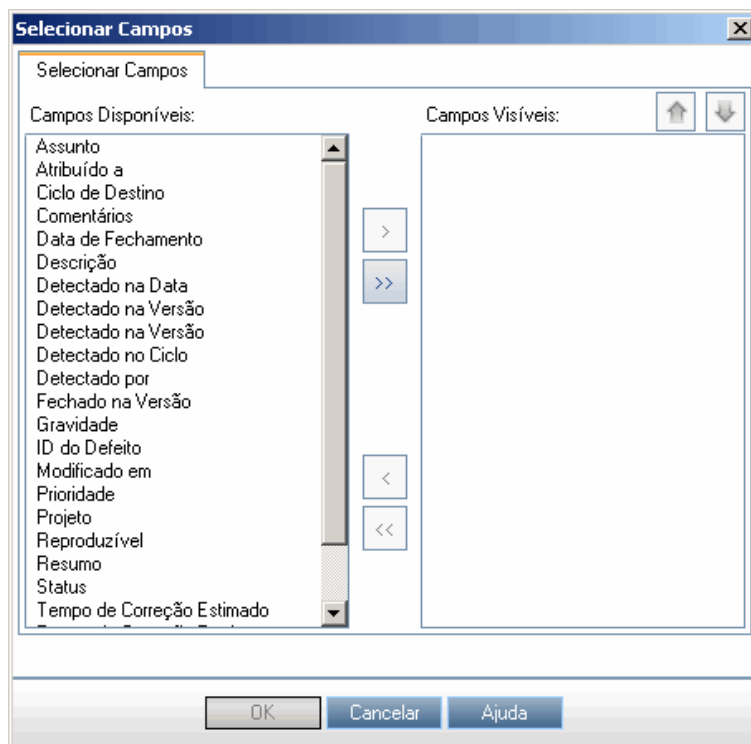 Selecionar Campos
Selecionar Campos
Campos Disponíveis:
Campos Visíveis:
Assunto
Atribuído a
Ciclo de Destino
Comentários
Data de Fechamento
Descrição
Detectado na Data
Detectado na Versão
Detectado na Versão
Detectado no Ciclo
Detectado por
Fechado na Versão
Gravidade
ID do Defeito
Modificado em
Prioridade
Projeto
Reproduzível
Resumo
Status
Tempo de Correção Estimado
>
>>
<
<<
OK
Cancelar
Ajuda